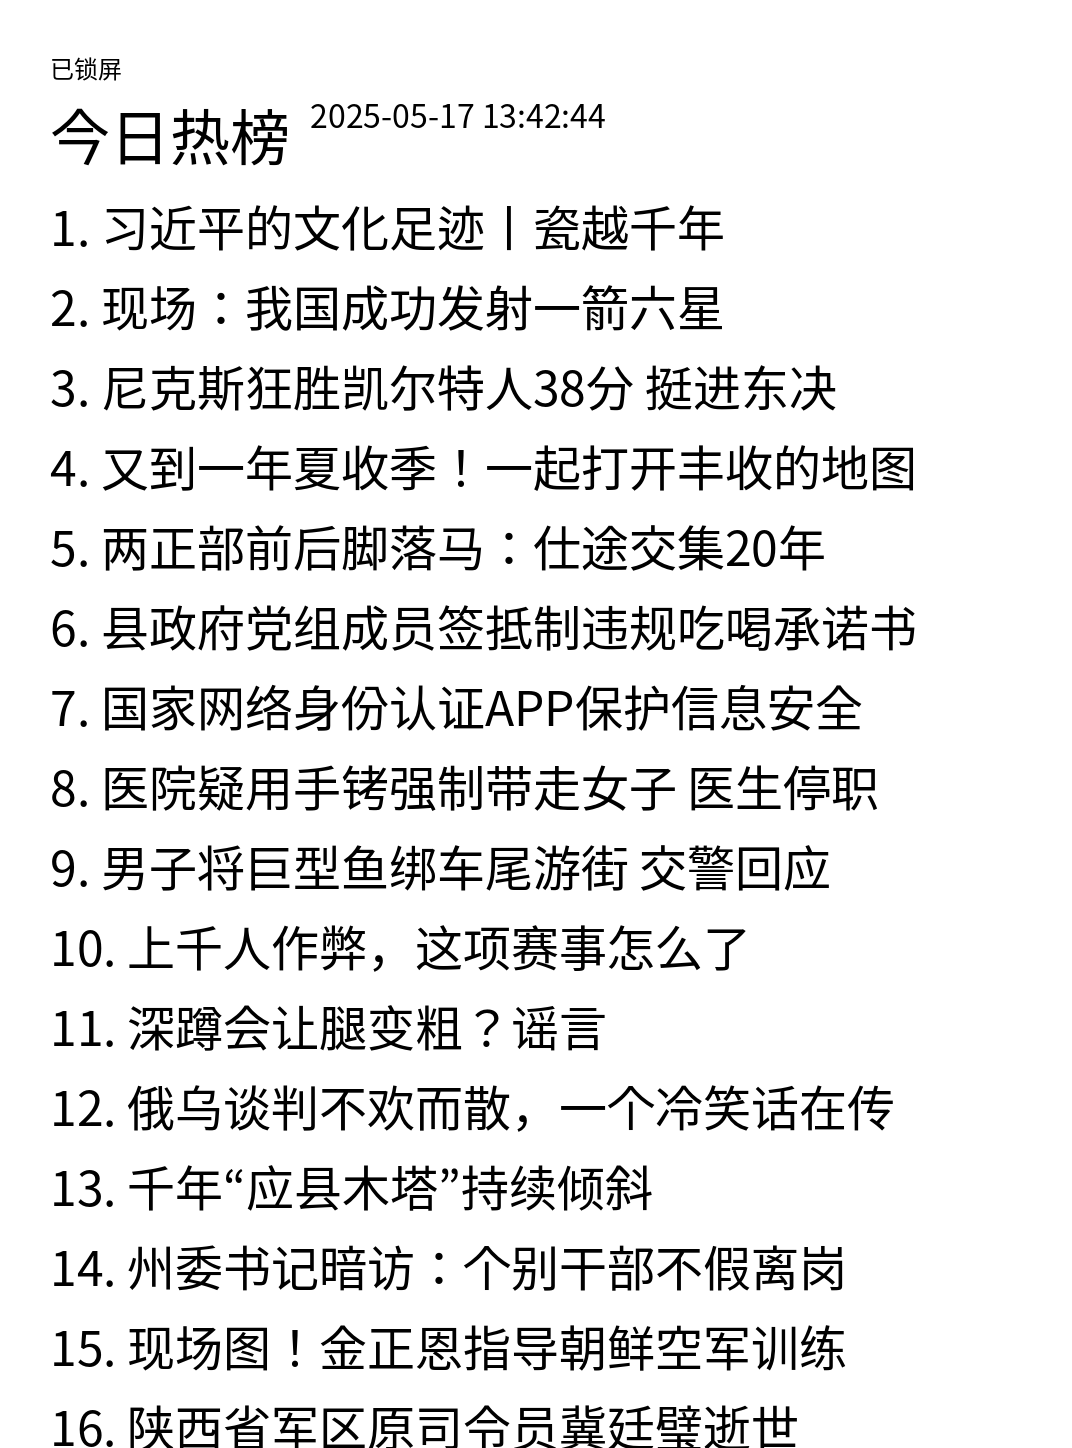 已锁屏
今日热榜 2025-05-17 13:42:44
1. 习近平的文化足迹丨瓷越千年
2. 现场：我国成功发射一箭六星
3. 尼克斯狂胜凯尔特人38分 挺进东决
4. 又到一年夏收季！一起打开丰收的地图
5. 两正部前后脚落马：仕途交集20年
6. 县政府党组成员签抵制违规吃喝承诺书
7. 国家网络身份认证APP保护信息安全
8. 医院疑用手铐强制带走女子 医生停职
9. 男子将巨型鱼绑车尾游街 交警回应
10. 上千人作弊，这项赛事怎么了
11. 深蹲会让腿变粗？谣言
12. 俄乌谈判不欢而散，一个冷笑话在传
13. 千年“应县木塔”持续倾斜
14. 州委书记暗访：个别干部不假离岗
15. 现场图！金正恩指导朝鲜空军训练
16. 陕西省军区原司令员冀廷璧逝世